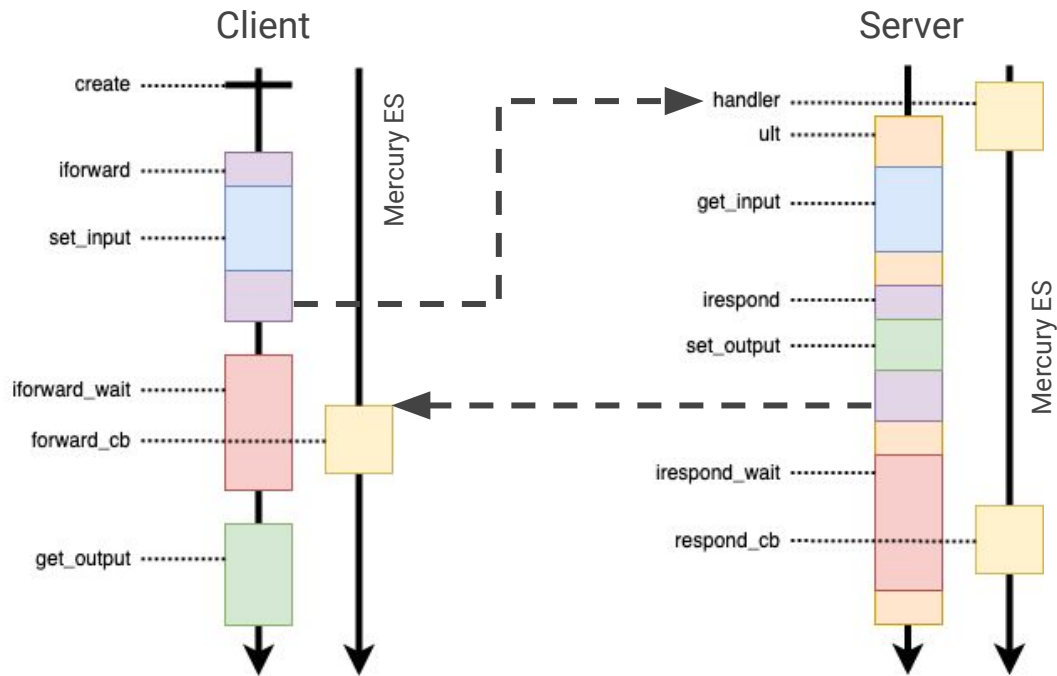 Client
create
iforward
set_input
iforward_wait
forward_cb
get_output
Mercury ES
Server
handler
ult
get_input
irespond
set_output
irespond_wait
respond_cb
Mercury ES